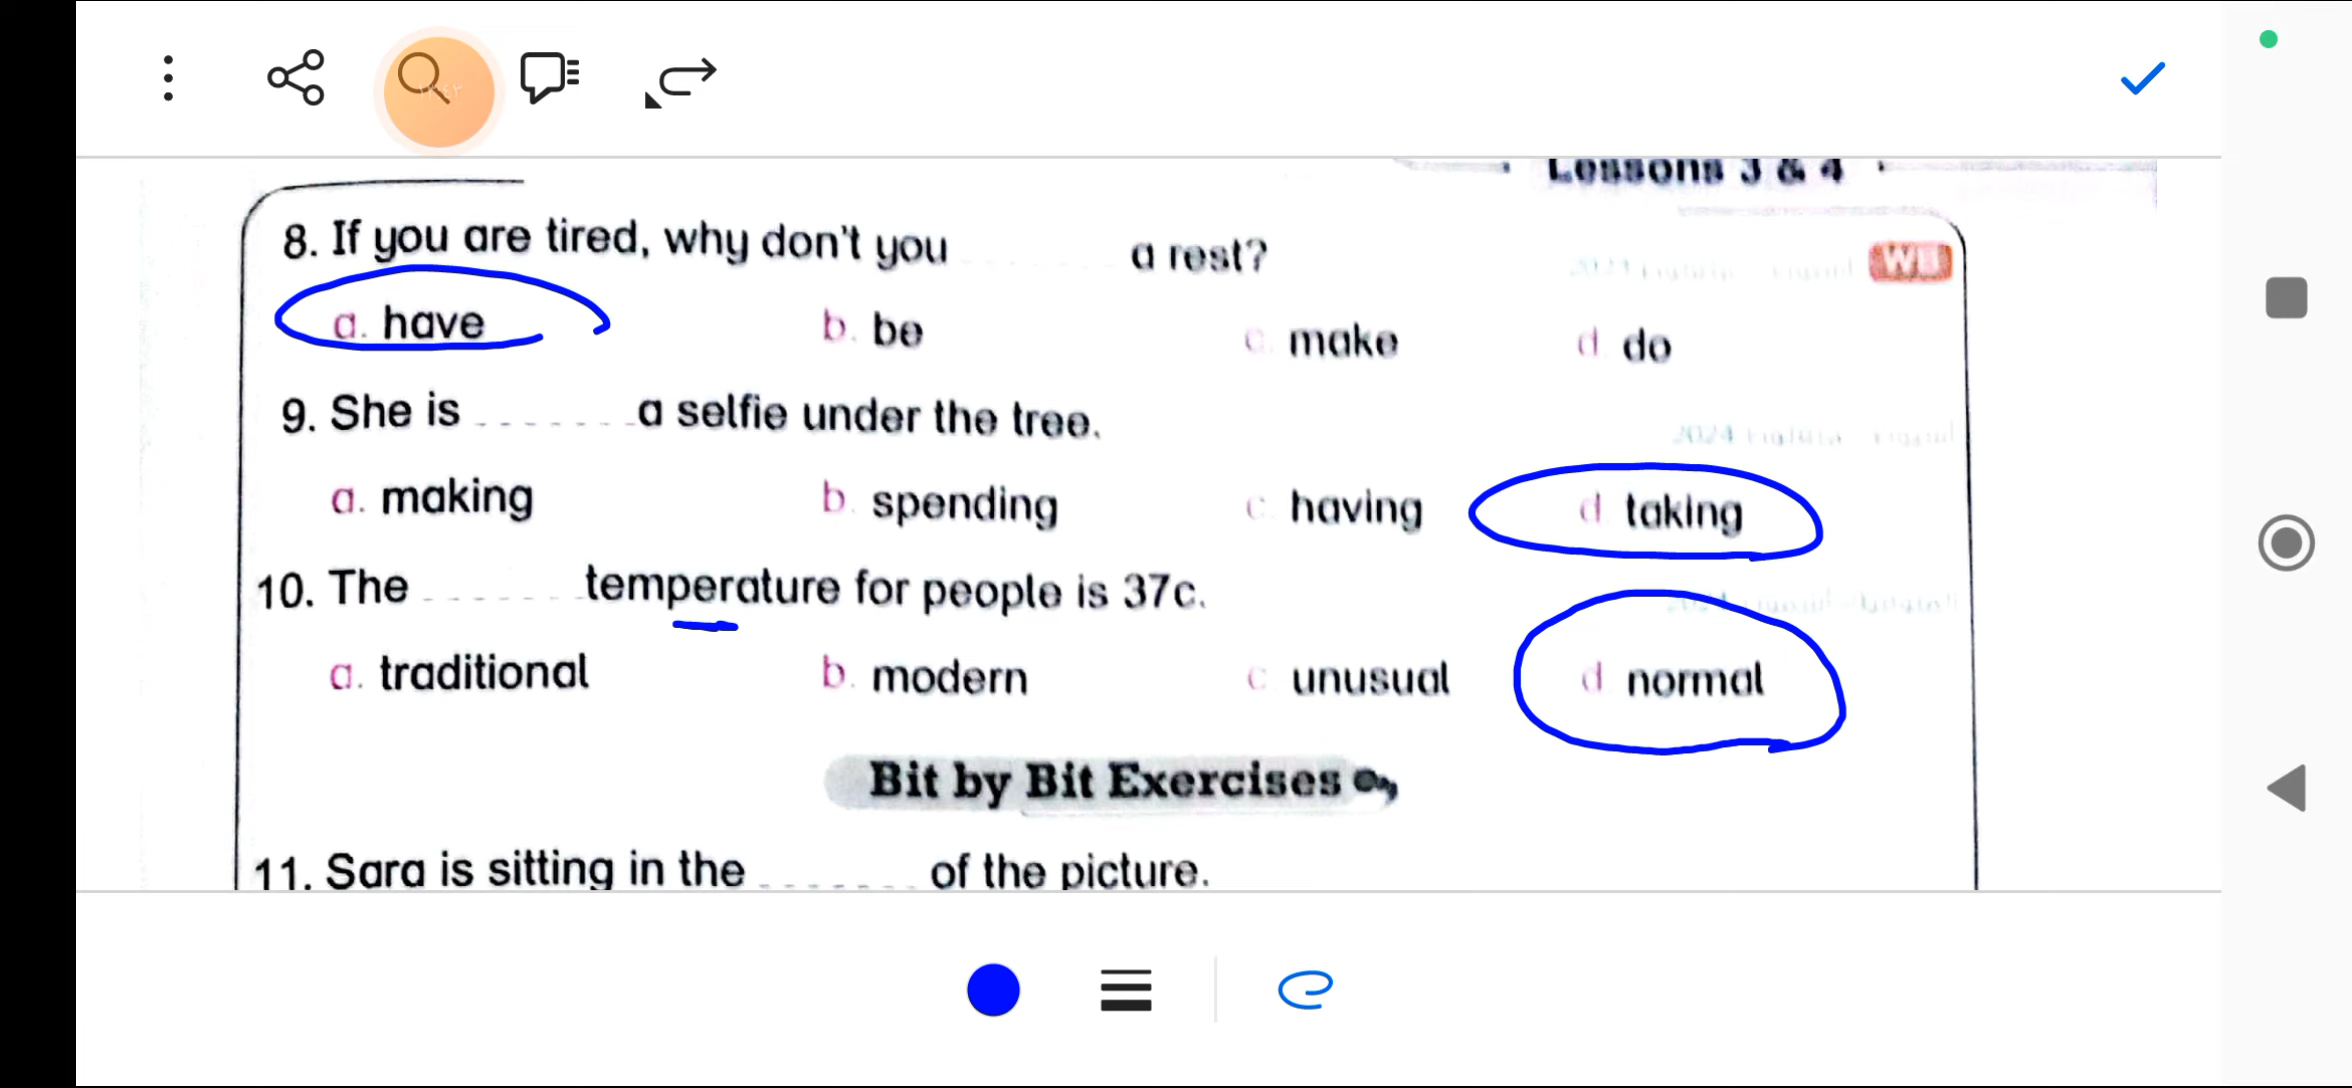 Lessons 3 & 4
8. If you are tired, why don't you ........ a rest?
WB
a. have b. be c. make d. do
9. She is ........ a selfie under the tree.
a. making b. spending c. having d. taking
10. The ........ temperature for people is 37c.
a. traditional b. modern c. unusual d. normal
Bit by Bit Exercises
11. Sara is sitting in the ........ of the picture.